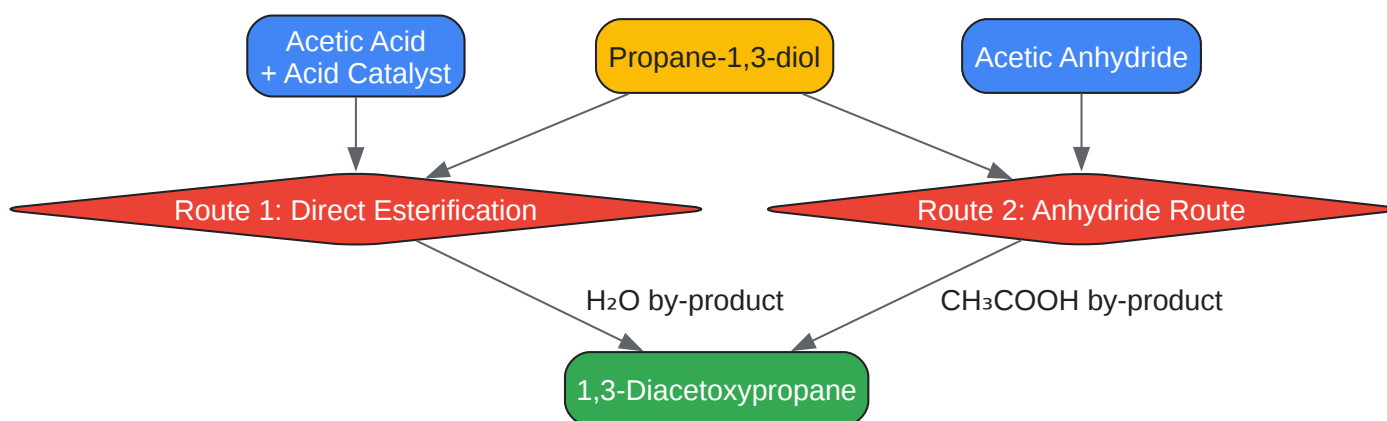 Acetic Acid
+ Acid Catalyst
Propane-1,3-diol
Acetic Anhydride
Route 1: Direct Esterification
Route 2: Anhydride Route
H₂O by-product
CH₃COOH by-product
1,3-Diacetoxypropane